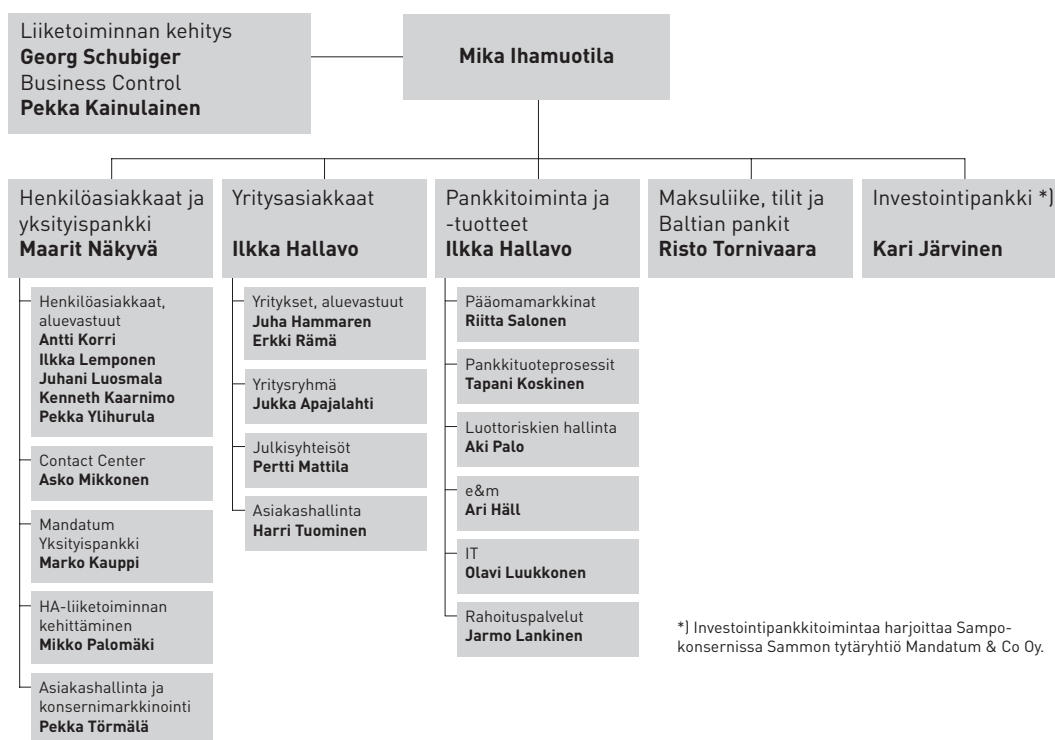 Liiketoiminnan kehitys
Georg Schubiger
Business Control
Pekka Kainulainen
Mika Ihamuotila
Henkilöasiakkaat ja
yksityispankki
Maarit Näkyvä
Henkilöasiakkaat,
aluevastuut
Antti Korri
Ilkka Lemponen
Juhani Luosmala
Kenneth Kaarnimo
Pekka Ylihurula
Contact Center
Asko Mikkonen
Mandatum
Yksityispankki
Marko Kauppi
HA-liiketoiminnan
kehittäminen
Mikko Palomäki
Asiakashallinta ja
konsernimarkkinointi
Pekka Törmälä
Yritysasiakkaat
Ilkka Hallavo
Yritykset, aluevastuut
Juha Hammaren
Erkki Rämä
Yritysryhmä
Jukka Apajalahti
Julkisyhteisöt
Pertti Mattila
Asiakashallinta
Harri Tuominen
Pankkitoiminta ja
-tuotteet
Ilkka Hallavo
Pääomamarkkinat
Riitta Salonen
Pankkituoteprosessit
Tapani Koskinen
Luottoriskien hallinta
Aki Palo
e&m
Ari Häll
IT
Olavi Luukkonen
Rahoituspalvelut
Jarmo Lankinen
Maksuliike, tilit ja
Baltian pankit
Risto Tornivaara
Investointipankki *)
Kari Järvinen
*) Investointipankkitoimintaa harjoittaa Sampo-
konsernissa Sammon tytäryhtiö Mandatum & Co Oy.